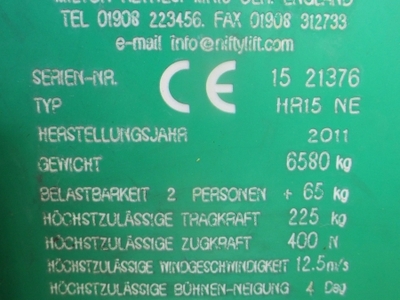 TEL 01908 223456. FAX 01908 312733
e-mail info@niftylift.com
CE
SERIEN-NR. 15 21376
TYP HR15 NE
HERSTELLUNGSJAHR 2011
GEWICHT 6580 kg
BELASTBARKEIT 2 PERSONEN + 65 kg
HÖCHSTZULÄSSIGE TRAGKRAFT 225 kg
HÖCHSTZULÄSSIGE ZUGKRAFT 400 N
HÖCHSTZULÄSSIGE WINDGESCHWINDIGKEIT 12.5m/s
HÖCHSTZULÄSSIGE BÜHNEN-NEIGUNG 4 Deg